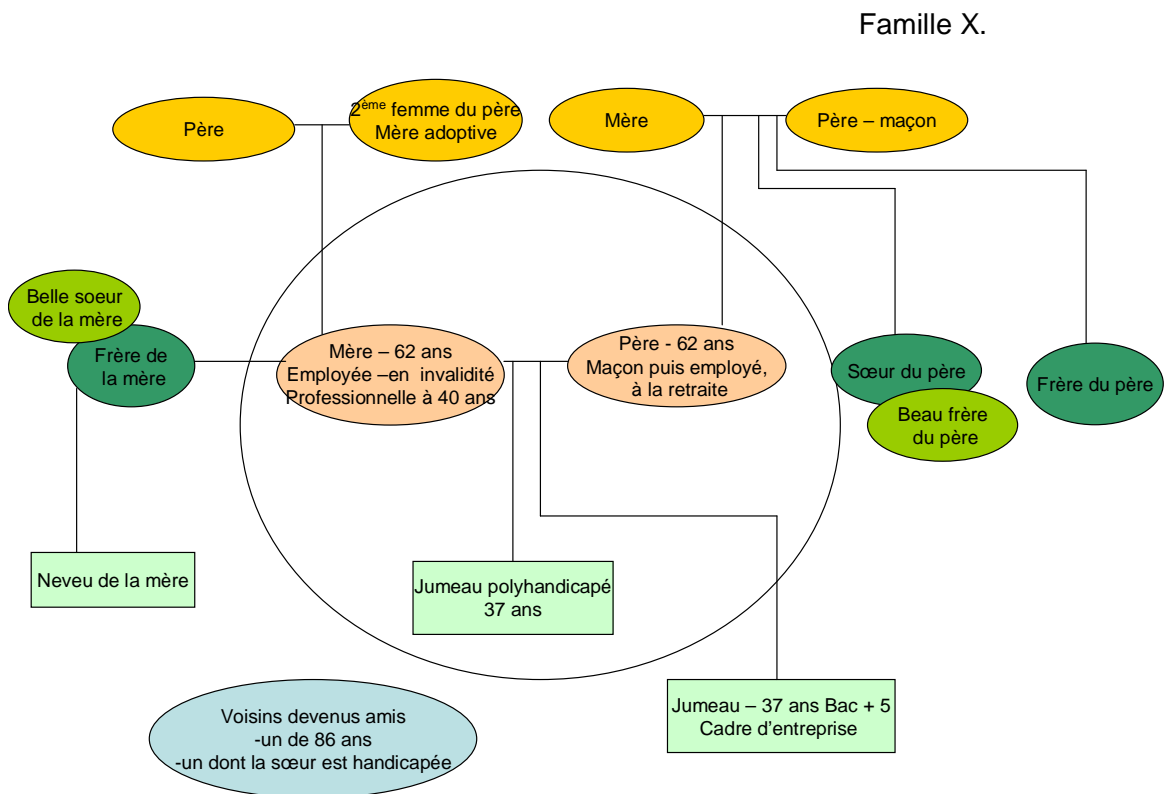 Famille X.
Père
2ème femme du père
Mère adoptive
Mère
Père – maçon
Belle soeur
de la mère
Frère de
la mère
Mère – 62 ans
Employée –en invalidité
Professionnelle à 40 ans
Père - 62 ans
Maçon puis employé,
à la retraite
Sœur du père
Beau frère
du père
Frère du père
Neveu de la mère
Jumeau polyhandicapé
37 ans
Jumeau – 37 ans Bac + 5
Cadre d’entreprise
Voisins devenus amis
-un de 86 ans
-un dont la sœur est handicapée